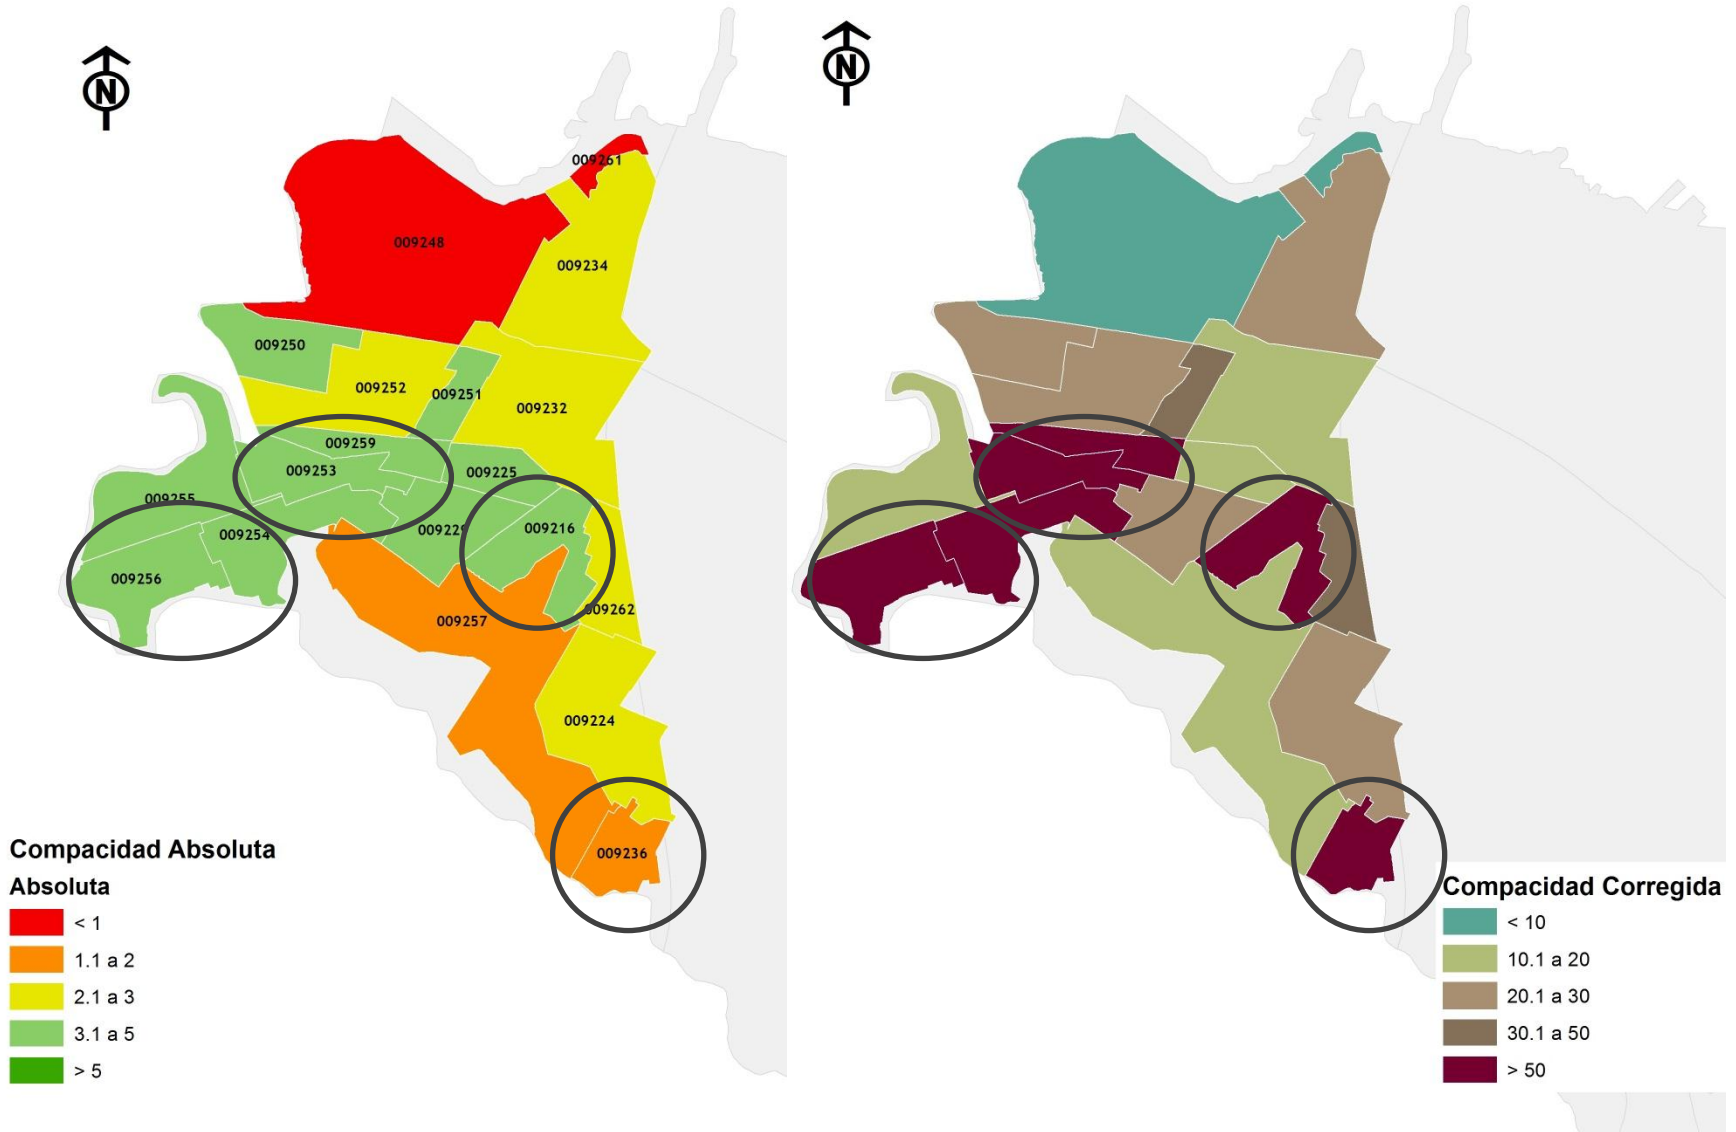 N
N
009261
009248
009234
009250
009252
009251
009232
009259
009253
009225
009255
009216
009229
009254
009256
009262
009257
009224
009236
Compacidad Absoluta
Absoluta
< 1
1.1 a 2
2.1 a 3
3.1 a 5
> 5
Compacidad Corregida
< 10
10.1 a 20
20.1 a 30
30.1 a 50
> 50